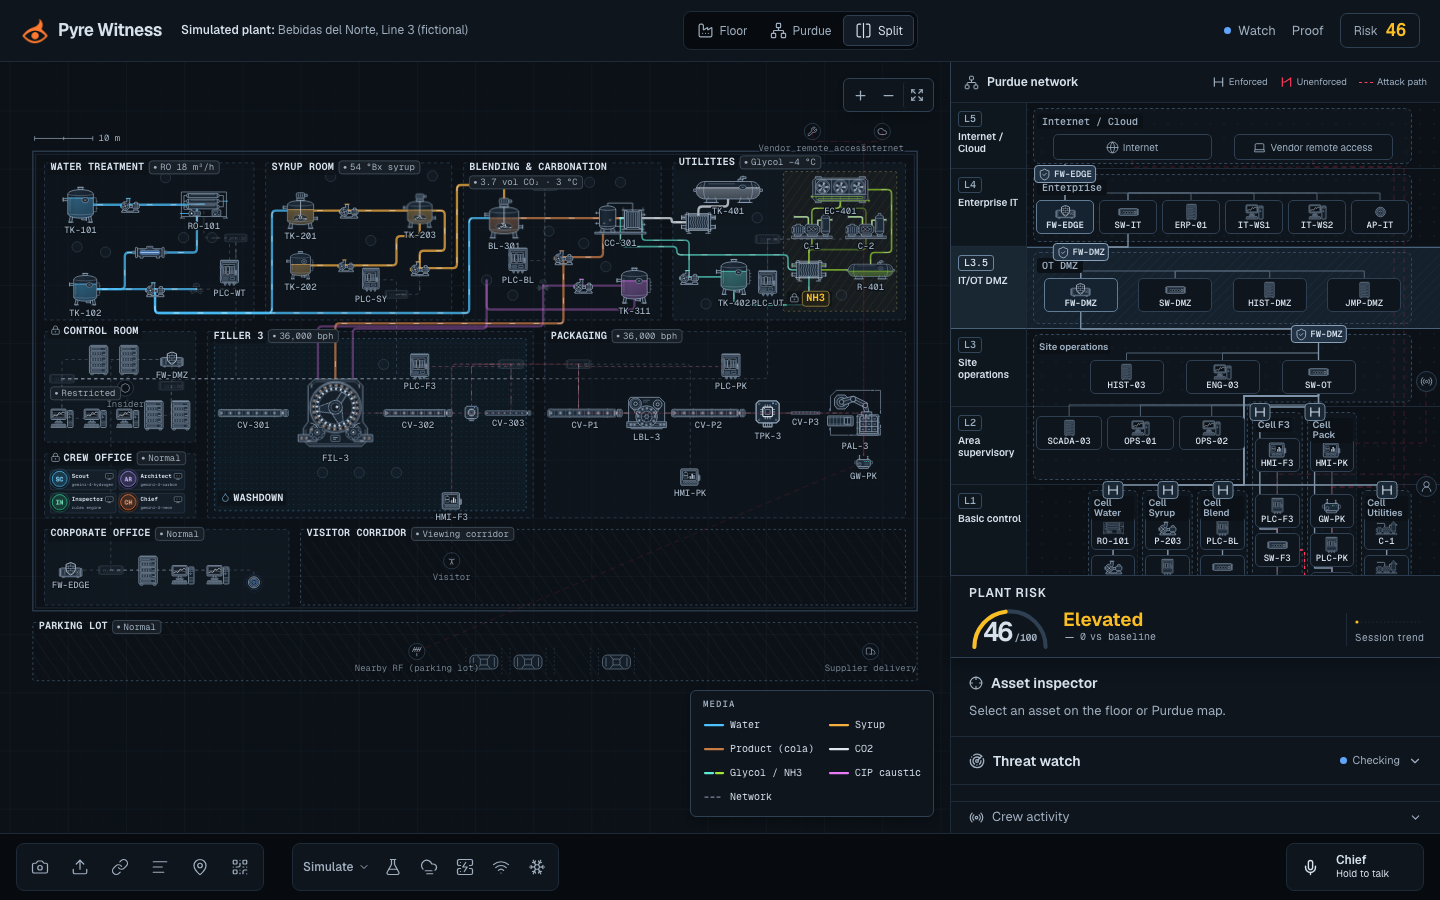 Pyre Witness
Simulated plant: Bebidas del Norte, Line 3 (fictional)
Floor
Purdue
Split
Watch
Proof
Risk 46
10 m
Vendor remote access
WATER TREATMENT
RO 18 m³/h
SYRUP ROOM
54 °Bx syrup
BLENDING & CARBONATION
3.7 vol CO₂ · 3 °C
UTILITIES
Glycol −4 °C
TK-101
RO-101
TK-201
TK-203
BL-301
CC-301
TK-401
EC-401
C-1
C-2
TK-102
PLC-WT
TK-202
PLC-SY
PLC-BL
TK-311
TK-402
PLC-UT
NH3
R-401
CONTROL ROOM
FW-DMZ
Restricted
Insider
FILLER 3
36,000 bph
PLC-F3
CV-301
FIL-3
CV-302
CV-303
WASHDOWN
HMI-F3
PACKAGING
36,000 bph
PLC-PK
CV-P1
LBL-3
CV-P2
TPK-3
CV-P3
PAL-3
GW-PK
HMI-PK
CREW OFFICE
Normal
SC Scout
AR Architect
IN Inspector
CH Chief
CORPORATE OFFICE
Normal
FW-EDGE
VISITOR CORRIDOR
Viewing corridor
Visitor
PARKING LOT
Normal
Nearby RF (parking lot)
Supplier delivery
MEDIA
Water
Syrup
Product (cola)
CO2
Glycol / NH3
CIP caustic
Network
Purdue network
Enforced
Unenforced
Attack path
L5
Internet / Cloud
Internet / Cloud
Internet
Vendor remote access
L4
Enterprise IT
FW-EDGE
Enterprise
FW-EDGE
SW-IT
ERP-01
IT-WS1
IT-WS2
AP-IT
L3.5
IT/OT DMZ
FW-DMZ
OT DMZ
FW-DMZ
SW-DMZ
HIST-DMZ
JMP-DMZ
L3
Site operations
FW-DMZ
Site operations
HIST-03
ENG-03
SW-OT
L2
Area supervisory
SCADA-03
OPS-01
OPS-02
Cell F3
HMI-F3
Cell Pack
HMI-PK
L1
Basic control
Cell Water
RO-101
Cell Syrup
P-203
Cell Blend
PLC-BL
PLC-F3
SW-F3
GW-PK
PLC-PK
Cell Utilities
C-1
PLANT RISK
46 /100
Elevated
— 0 vs baseline
Session trend
Asset inspector
Select an asset on the floor or Purdue map.
Threat watch
Checking
Crew activity
Simulate
Chief
Hold to talk